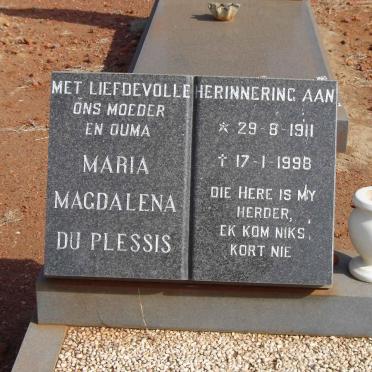 MET LIEFDEVOLLE HERINNERING AAN
ONS MOEDER
EN OUMA
MARIA
MAGDALENA
DU PLESSIS
* 29-8-1911
† 17-1-1998
DIE HERE IS MY
HERDER,
EK KOM NIKS
KORT NIE